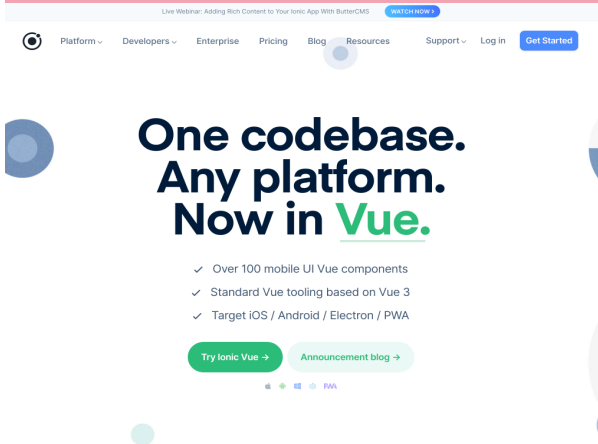 Live Webinar: Adding Rich Content to Your Ionic App With ButterCMS WATCH NOW >
Platform Developers Enterprise Pricing Blog Resources Support Log in Get Started
One codebase.
Any platform.
Now in Vue.
✓ Over 100 mobile UI Vue components
✓ Standard Vue tooling based on Vue 3
✓ Target iOS / Android / Electron / PWA
Try Ionic Vue → Announcement blog →
PWA